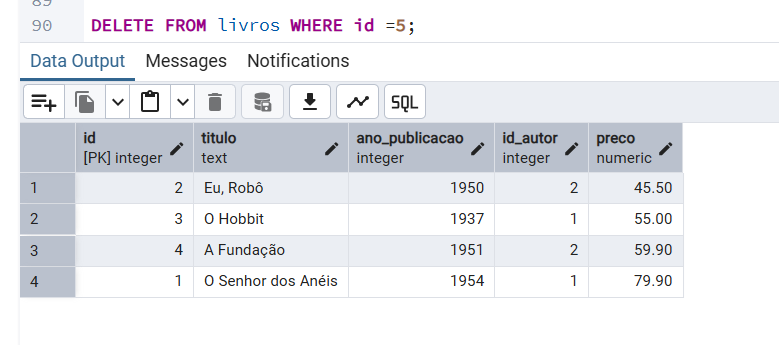 89
90 DELETE FROM livros WHERE id =5;
Data Output Messages Notifications
SQL
id titulo ano_publicacao id_autor preco
[PK] integer text integer integer numeric
1 2 Eu, Robô 1950 2 45.50
2 3 O Hobbit 1937 1 55.00
3 4 A Fundação 1951 2 59.90
4 1 O Senhor dos Anéis 1954 1 79.90